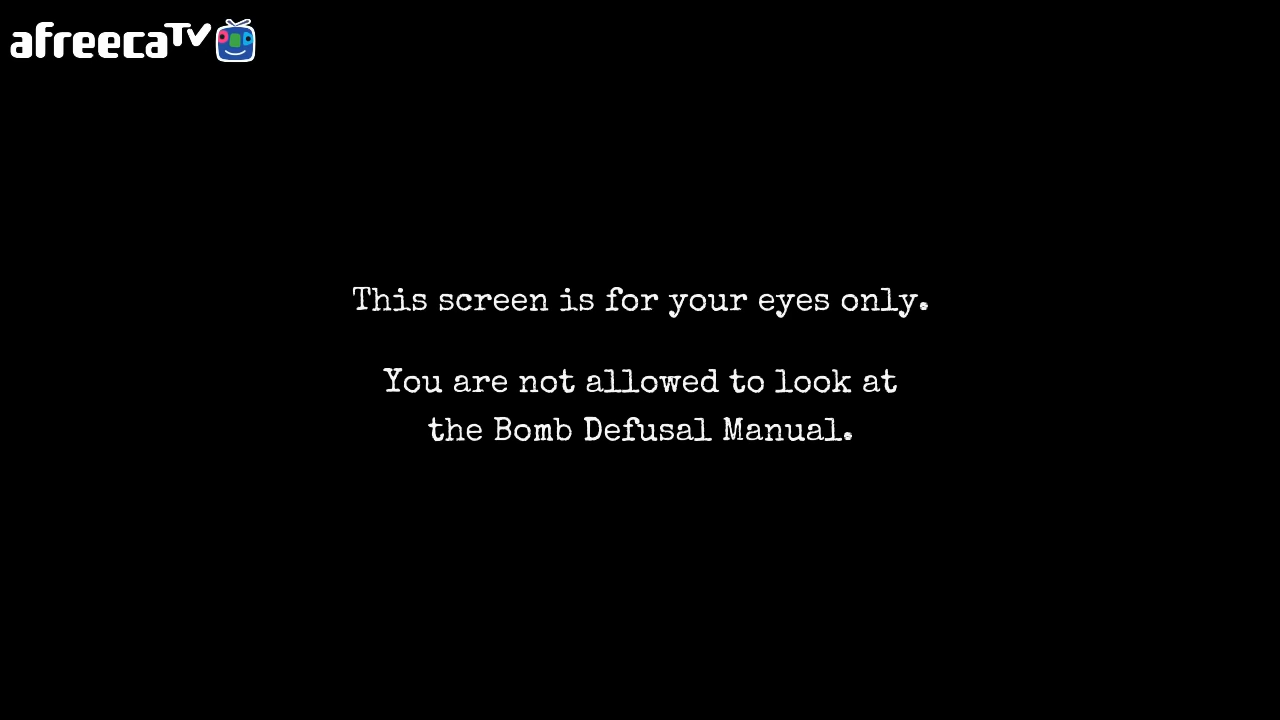 afreecaTV
This screen is for your eyes only.
You are not allowed to look at
the Bomb Defusal Manual.